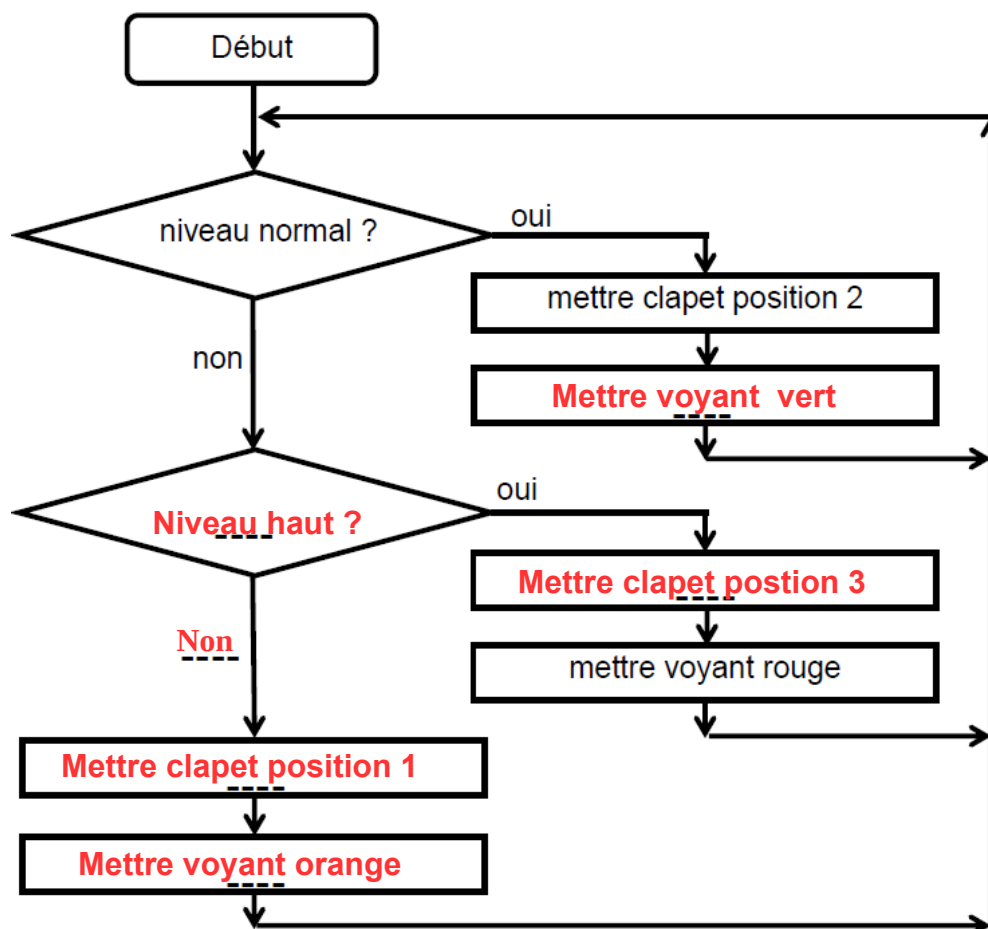 Début
niveau normal ?
oui
mettre clapet position 2
non
Mettre voyant vert
oui
Niveau haut ?
Mettre clapet postion 3
Non
mettre voyant rouge
Mettre clapet position 1
Mettre voyant orange